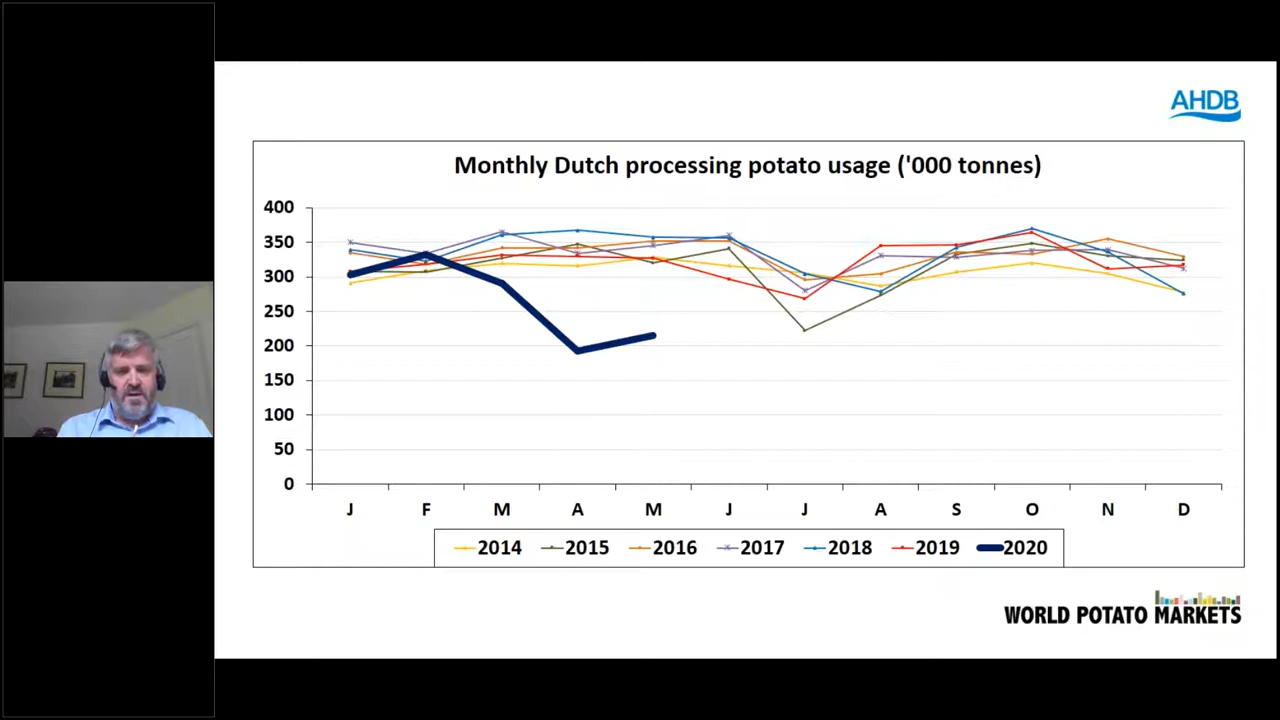 AHDB
Monthly Dutch processing potato usage ('000 tonnes)
400
350
300
250
200
150
100
50
0
J F M A M J J A S O N D
2014 2015 2016 2017 2018 2019 2020
WORLD POTATO MARKETS